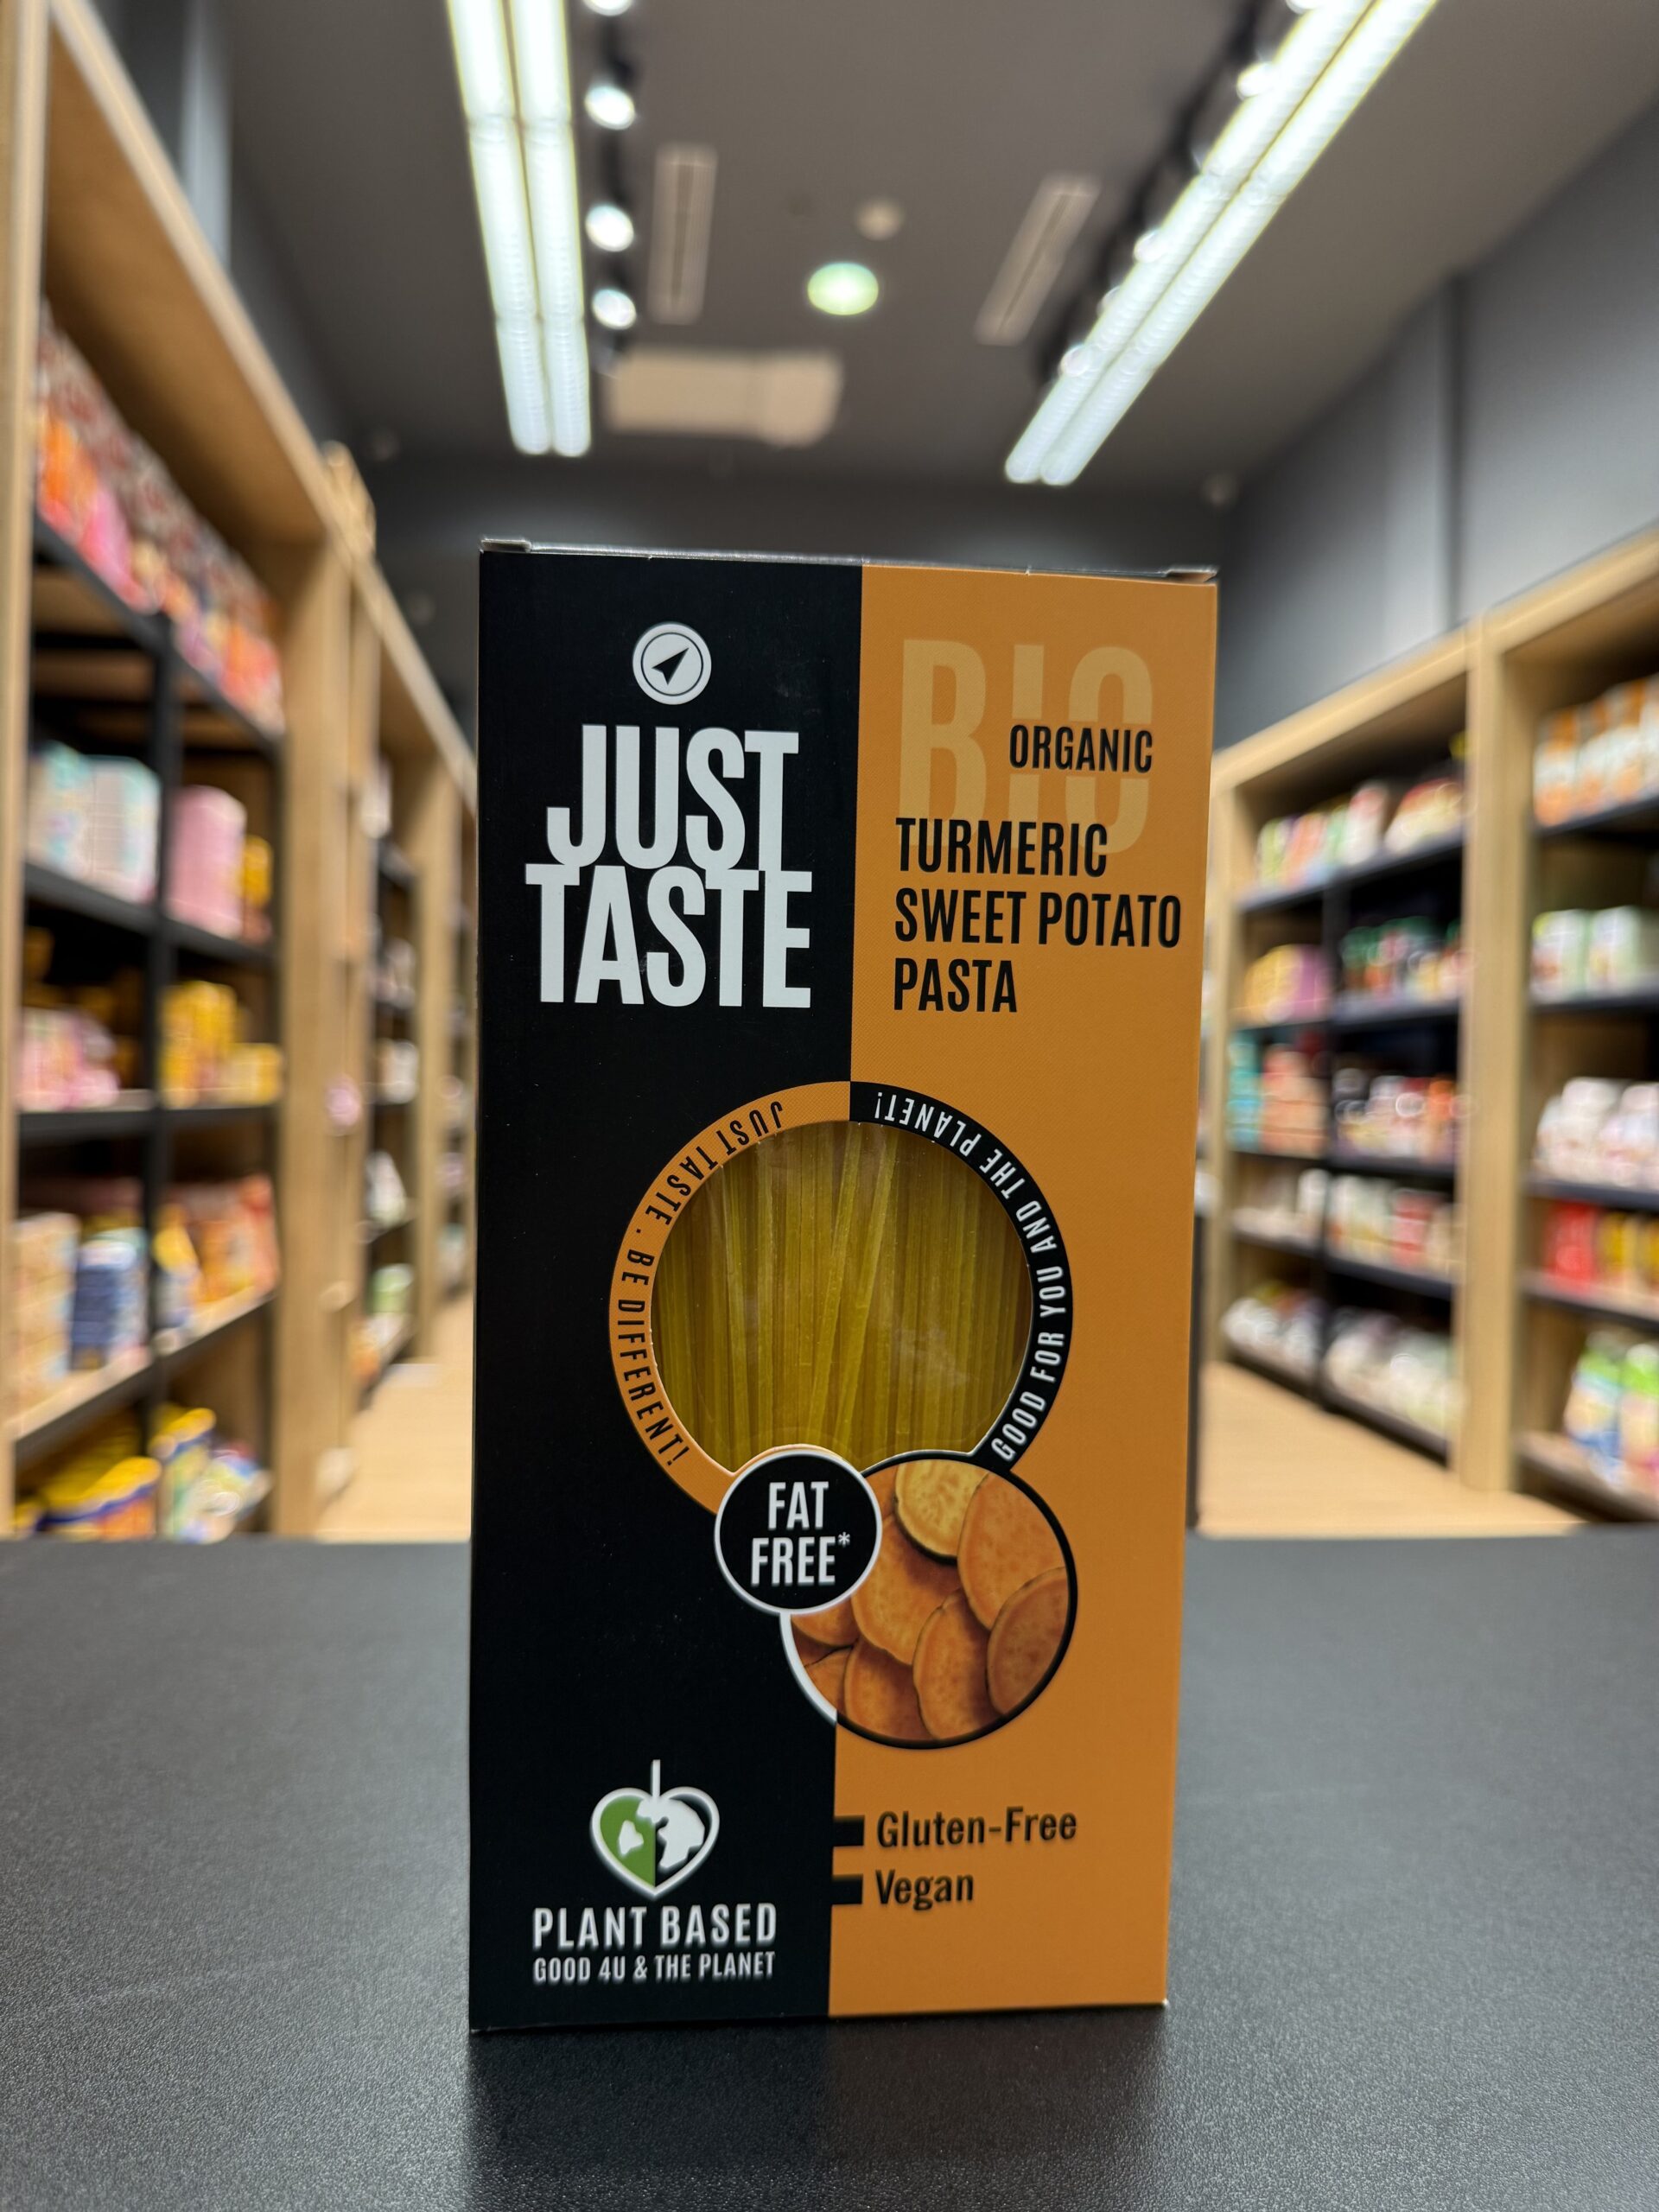 JUST
TASTE
BIO
ORGANIC
TURMERIC
SWEET POTATO
PASTA
JUST TASTE . BE DIFFERENT!
GOOD FOR YOU AND THE PLANET!
FAT
FREE*
PLANT BASED
GOOD 4U & THE PLANET
Gluten-Free
Vegan